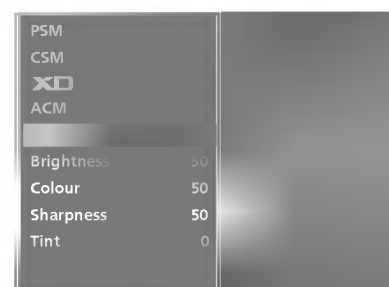 PSM
CSM
XD
ACM
Brightness 50
Colour 50
Sharpness 50
Tint 0